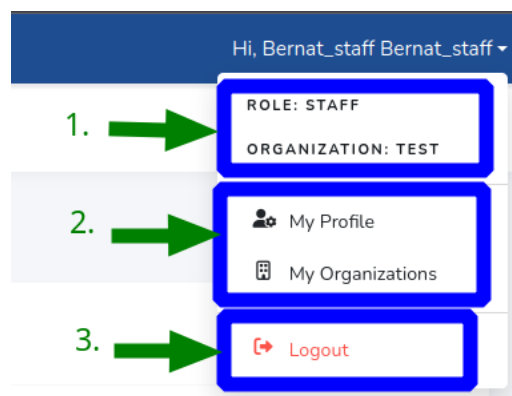 Hi, Bernat_staff Bernat_staff
1.
ROLE: STAFF
ORGANIZATION: TEST
2.
My Profile
My Organizations
3.
Logout